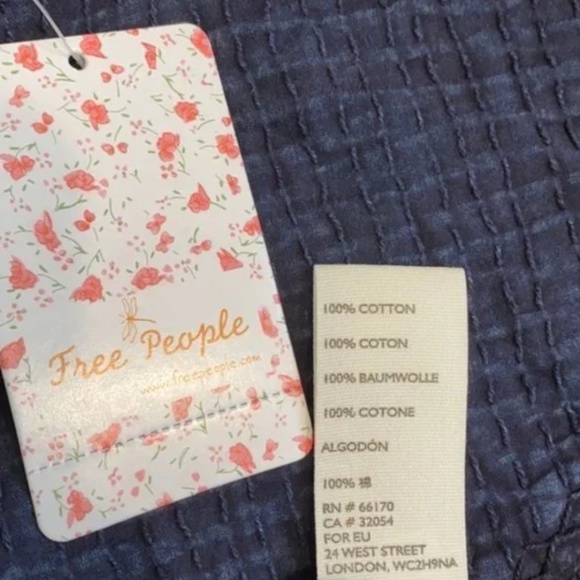 Free People
www.freepeople.com
100% COTTON
100% COTON
100% BAUMWOLLE
100% COTONE
ALGODÓN
100% 棉
RN # 66170
CA # 32054
FOR EU
24 WEST STREET
LONDON, WC2H9NA